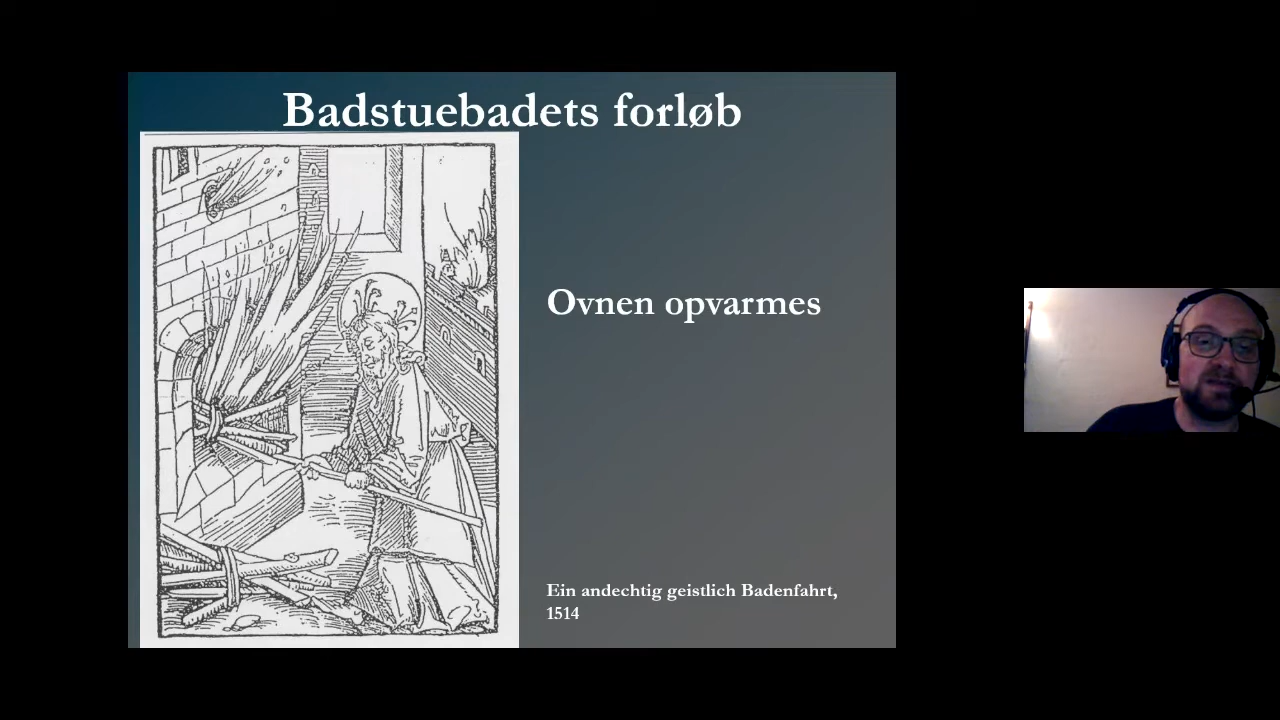 Badstuebadets forløb
Ovnen opvarmes
Ein andechtig geistlich Badenfahrt,
1514